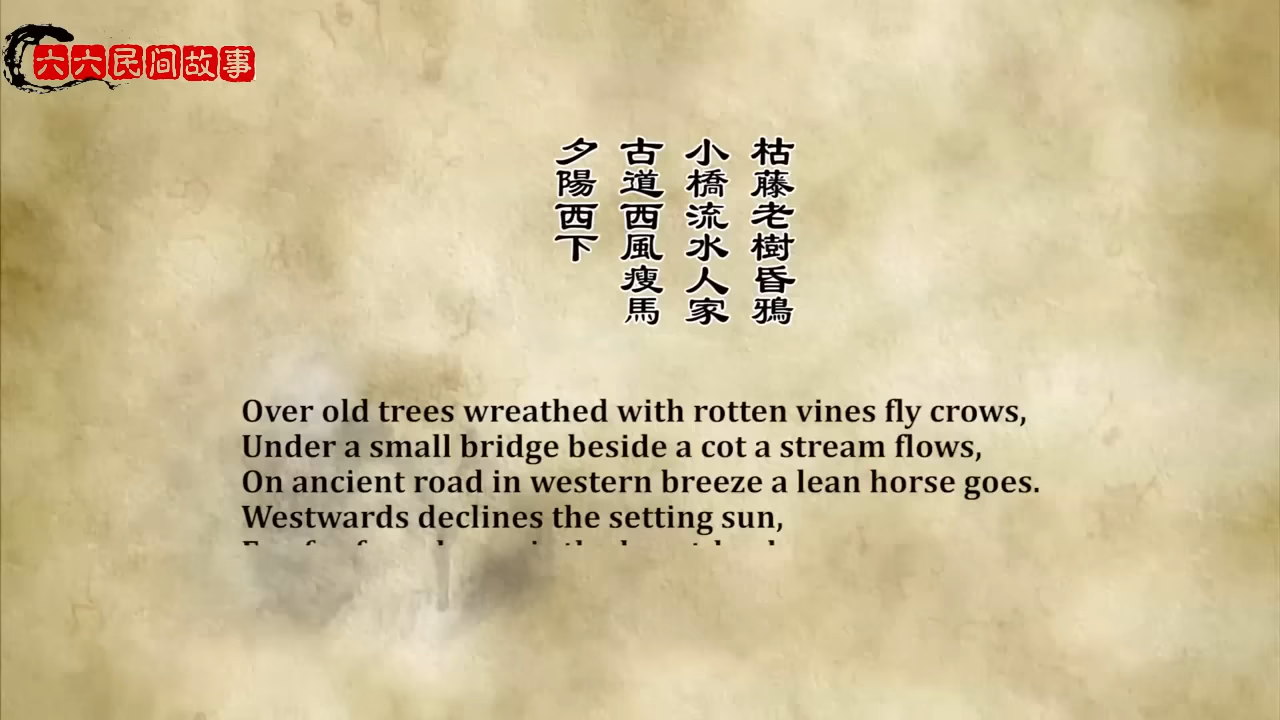 六六民间故事
枯藤老樹昏鴉
小橋流水人家
古道西風瘦馬
夕陽西下
Over old trees wreathed with rotten vines fly crows,
Under a small bridge beside a cot a stream flows,
On ancient road in western breeze a lean horse goes.
Westwards declines the setting sun,